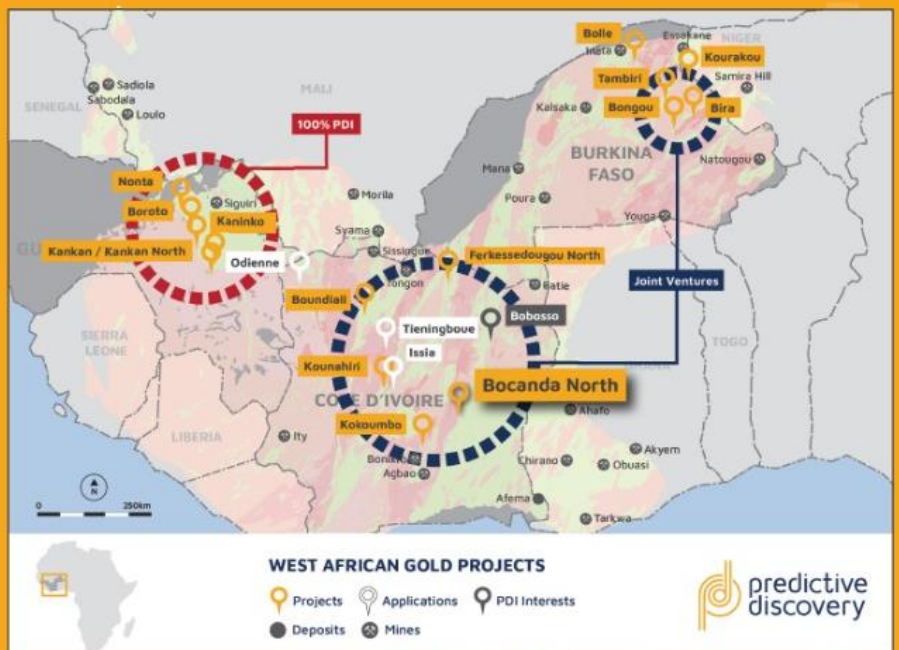 Bolle
Essakane
NIGER
Inata
Kourakou
Sadiola
Sabodala
MALI
Tambiri
Samira Hill
SENEGAL
Loulo
Kalsaka
Bongou
Bira
100% PDI
BURKINA
FASO
Natougou
Mana
Nonta
Morila
Siguiri
Poura
Boroto
Kaninko
Youga
Syama
Kankan / Kankan North
Sissingue
Ferkessedougou North
Odienne
Tongon
Batie
Joint Ventures
Boundiali
Bobosso
Tieningboue
SIERRA
LEONE
TOGO
Issia
Kounahiri
Bocanda North
COTE D'IVOIRE
Ahafo
Kokoumbo
LIBERIA
Ity
Akyem
Chirano
Obuasi
Agbao
Afema
Tarkwa
N
0 250km
WEST AFRICAN GOLD PROJECTS
Projects Applications PDI Interests
Deposits Mines
predictive
discovery